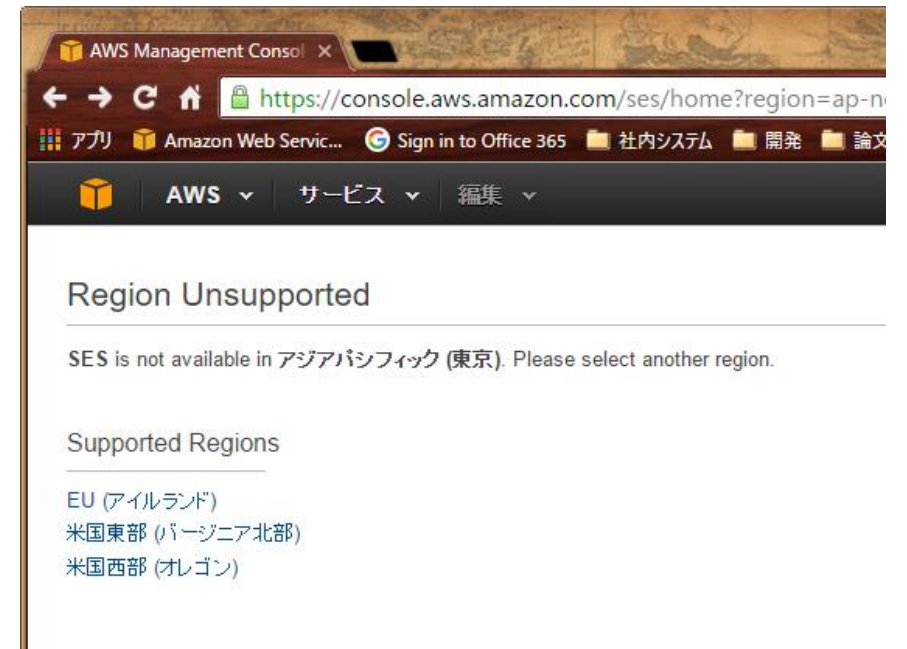 AWS Management Consol
https://console.aws.amazon.com/ses/home?region=ap-n
アプリ Amazon Web Servic... Sign in to Office 365 社内システム 開発 論文
AWS サービス 編集
Region Unsupported
SES is not available in アジアパシフィック (東京). Please select another region.
Supported Regions
EU (アイルランド)
米国東部 (バージニア北部)
米国西部 (オレゴン)